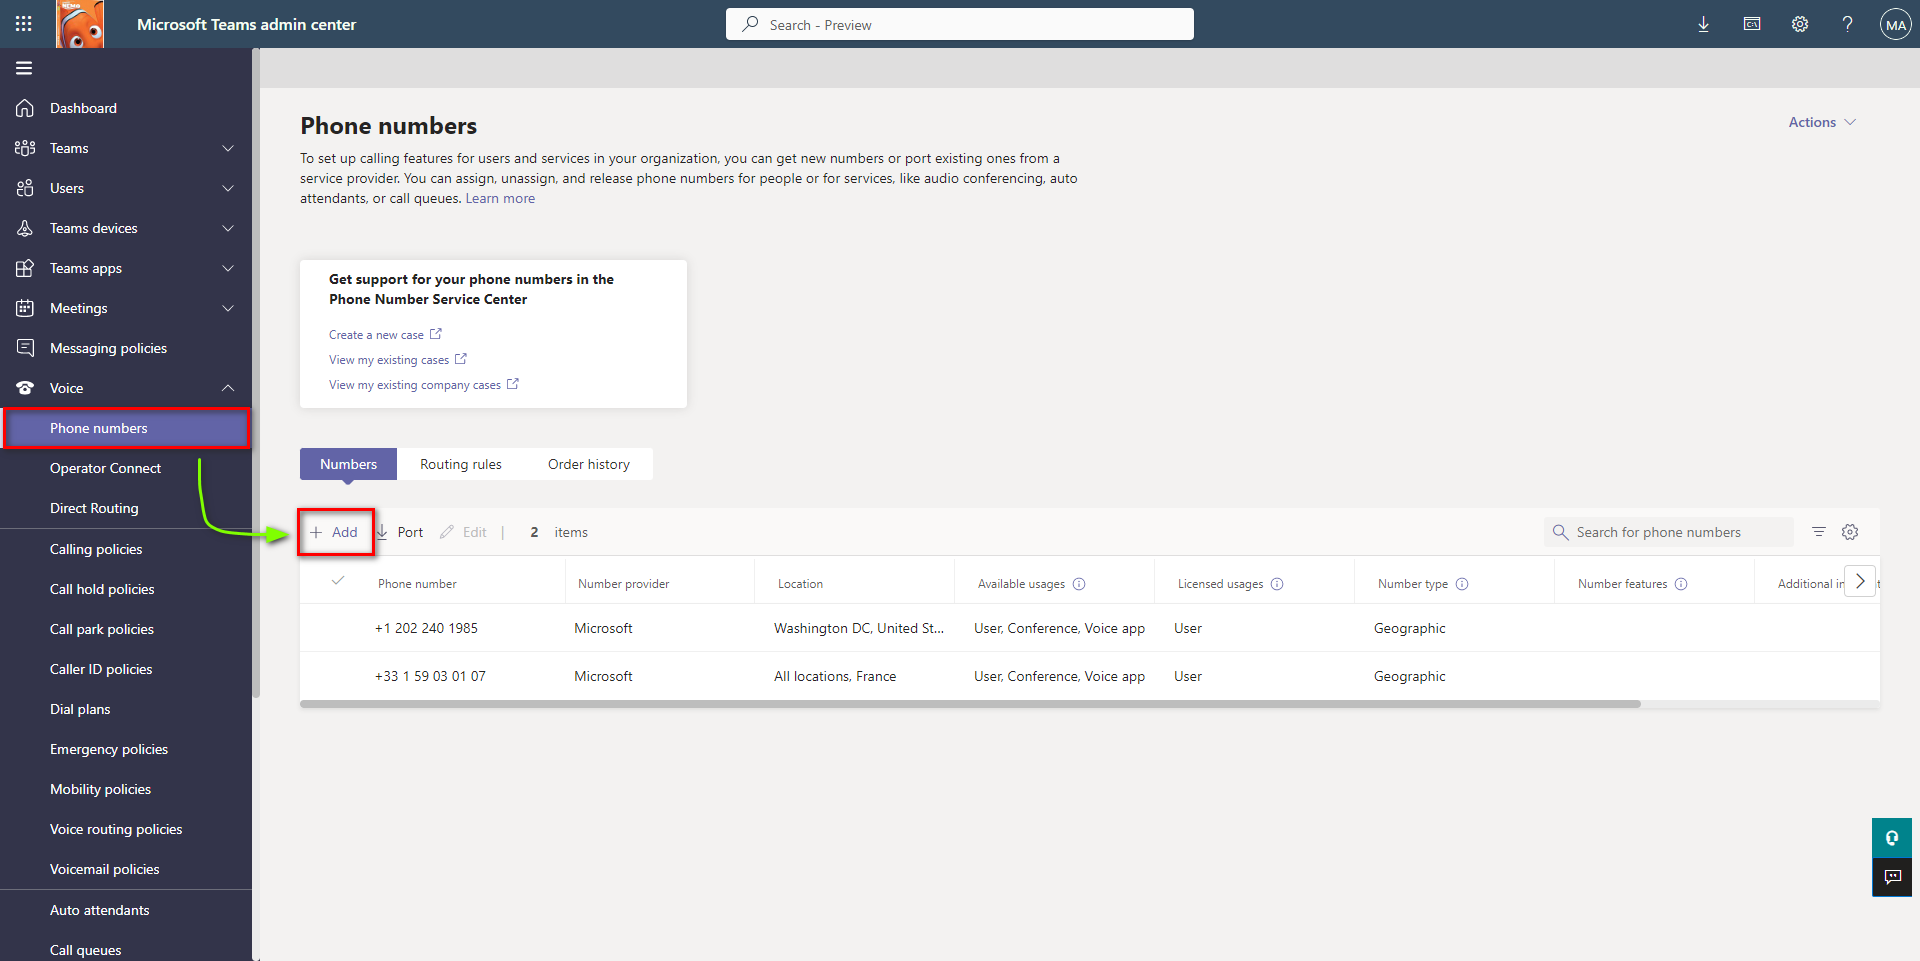 NEMO
Microsoft Teams admin center
Search - Preview
MA
Dashboard
Teams
Users
Teams devices
Teams apps
Meetings
Messaging policies
Voice
Phone numbers
Operator Connect
Direct Routing
Calling policies
Call hold policies
Call park policies
Caller ID policies
Dial plans
Emergency policies
Mobility policies
Voice routing policies
Voicemail policies
Auto attendants
Call queues
Phone numbers
Actions
To set up calling features for users and services in your organization, you can get new numbers or port existing ones from a
service provider. You can assign, unassign, and release phone numbers for people or for services, like audio conferencing, auto
attendants, or call queues. Learn more
Get support for your phone numbers in the
Phone Number Service Center
Create a new case
View my existing cases
View my existing company cases
Numbers Routing rules Order history
+ Add Port Edit | 2 items Search for phone numbers
Phone number Number provider Location Available usages Licensed usages Number type Number features Additional in
+1 202 240 1985 Microsoft Washington DC, United St... User, Conference, Voice app User Geographic
+33 1 59 03 01 07 Microsoft All locations, France User, Conference, Voice app User Geographic